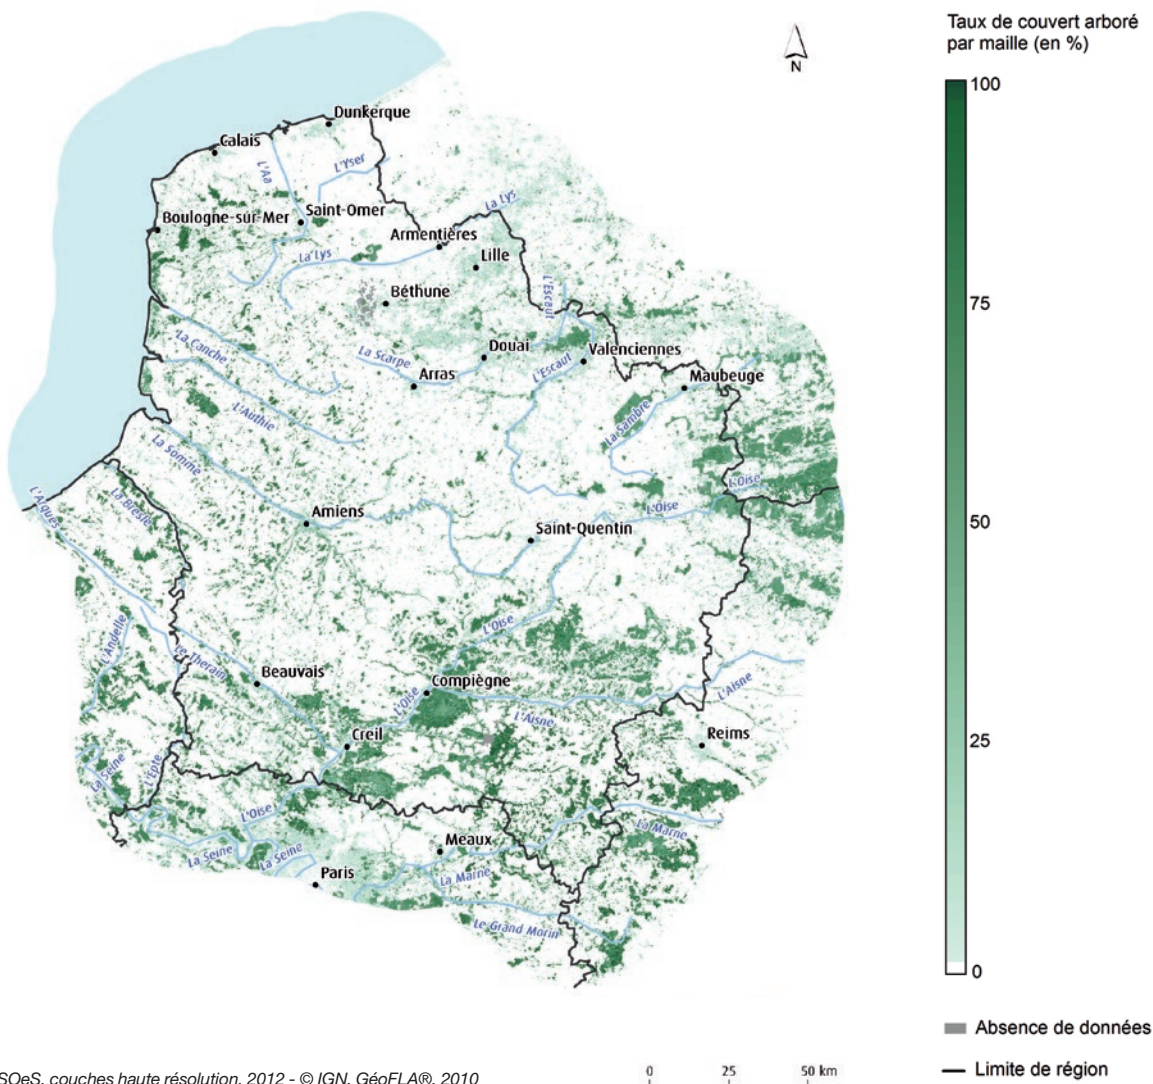 Taux de couvert arboré
par maille (en %)
N
100
75
50
25
0
Absence de données
Limite de région
Dunkerque
Calais
L'Aa
L'Yser
Boulogne-sur-Mer
Saint-Omer
La Lys
Armentières
La Lys
Lille
L'Escaut
Béthune
La Canche
La Scarpe
Douai
Valenciennes
Arras
L'Escaut
Maubeuge
L'Authie
La Sambre
La Somme
L'Oise
L'Arques
La Bresle
Amiens
L'Oise
Saint-Quentin
L'Andelle
L'Oise
Le Therain
Beauvais
Compiègne
L'Oise
L'Aisne
L'Aisne
Creil
Reims
La Seine
L'Epte
L'Oise
La Marne
Meaux
La Seine
La Seine
Paris
La Marne
Le Grand Morin
SOeS, couches haute résolution, 2012 - © IGN, GéoFLA®, 2010
0 25 50 km